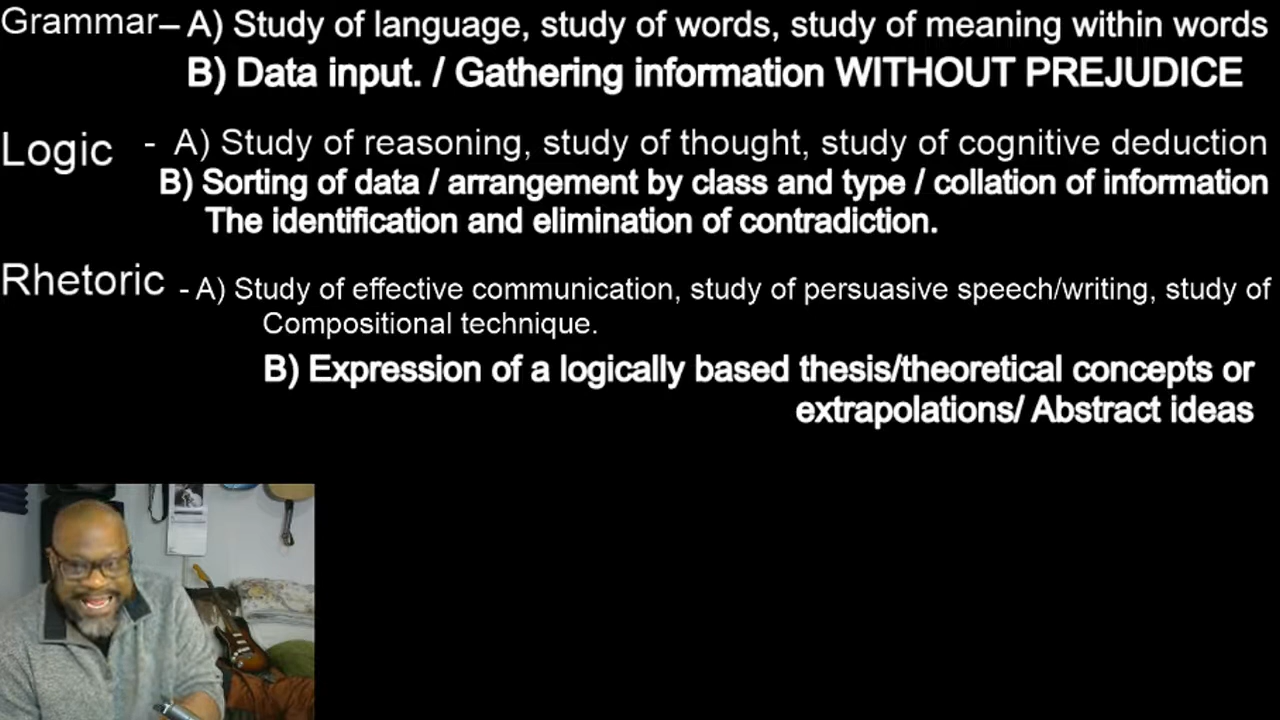 Grammar– A) Study of language, study of words, study of meaning within words
B) Data input. / Gathering information WITHOUT PREJUDICE
Logic - A) Study of reasoning, study of thought, study of cognitive deduction
B) Sorting of data / arrangement by class and type / collation of information
The identification and elimination of contradiction.
Rhetoric - A) Study of effective communication, study of persuasive speech/writing, study of
Compositional technique.
B) Expression of a logically based thesis/theoretical concepts or
extrapolations/ Abstract ideas